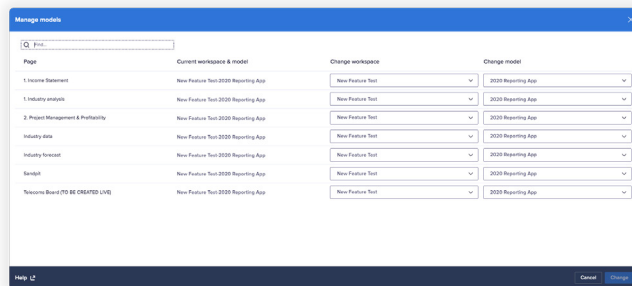 Manage models
Find...
Page Current workspace & model Change workspace Change model
1. Income Statement New Feature Test-2020 Reporting App New Feature Test 2020 Reporting App
1. Industry analysis New Feature Test-2020 Reporting App New Feature Test 2020 Reporting App
2. Project Management & Profitability New Feature Test-2020 Reporting App New Feature Test 2020 Reporting App
Industry data New Feature Test-2020 Reporting App New Feature Test 2020 Reporting App
Industry forecast New Feature Test-2020 Reporting App New Feature Test 2020 Reporting App
Sandpit New Feature Test-2020 Reporting App New Feature Test 2020 Reporting App
Telecoms Board (TO BE CREATED LIVE) New Feature Test-2020 Reporting App New Feature Test 2020 Reporting App
Help Cancel Change